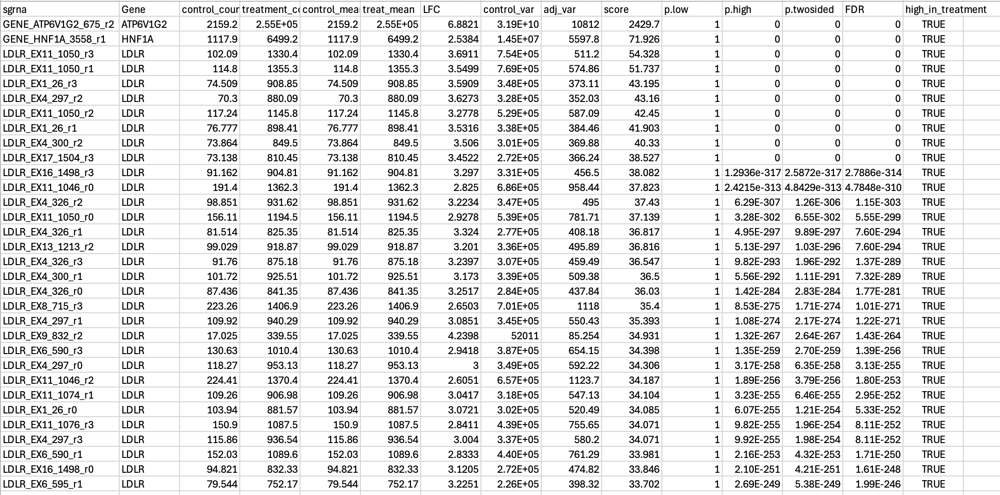 sgrna Gene control_cour treatment_co control_mea treat_mean LFC control_var adj_var score p.low p.high p.twosided FDR high_in_treatment
GENE_ATP6V1G2_675_r2 ATP6V1G2 2159.2 2.55E+05 2159.2 2.55E+05 6.8821 3.19E+10 10812 2429.7 1 0 0 0 TRUE
GENE_HNF1A_3558_r1 HNF1A 1117.9 6499.2 1117.9 6499.2 2.5384 1.45E+07 5597.8 71.926 1 0 0 0 TRUE
LDLR_EX11_1050_r3 LDLR 102.09 1330.4 102.09 1330.4 3.6911 7.54E+05 511.2 54.328 1 0 0 0 TRUE
LDLR_EX11_1050_r1 LDLR 114.8 1355.3 114.8 1355.3 3.5499 7.69E+05 574.86 51.737 1 0 0 0 TRUE
LDLR_EX1_26_r3 LDLR 74.509 908.85 74.509 908.85 3.5909 3.48E+05 373.11 43.195 1 0 0 0 TRUE
LDLR_EX4_297_r2 LDLR 70.3 880.09 70.3 880.09 3.6273 3.28E+05 352.03 43.16 1 0 0 0 TRUE
LDLR_EX11_1050_r2 LDLR 117.24 1145.8 117.24 1145.8 3.2778 5.29E+05 587.09 42.45 1 0 0 0 TRUE
LDLR_EX1_26_r1 LDLR 76.777 898.41 76.777 898.41 3.5316 3.38E+05 384.46 41.903 1 0 0 0 TRUE
LDLR_EX4_300_r2 LDLR 73.864 849.5 73.864 849.5 3.506 3.01E+05 369.88 40.33 1 0 0 0 TRUE
LDLR_EX17_1504_r3 LDLR 73.138 810.45 73.138 810.45 3.4522 2.72E+05 366.24 38.527 1 0 0 0 TRUE
LDLR_EX16_1498_r3 LDLR 91.162 904.81 91.162 904.81 3.297 3.31E+05 456.5 38.082 1 1.2936e-317 2.5872e-317 2.7886e-314 TRUE
LDLR_EX11_1046_r0 LDLR 191.4 1362.3 191.4 1362.3 2.825 6.86E+05 958.44 37.823 1 2.4215e-313 4.8429e-313 4.7848e-310 TRUE
LDLR_EX4_326_r2 LDLR 98.851 931.62 98.851 931.62 3.2234 3.47E+05 495 37.43 1 6.29E-307 1.26E-306 1.15E-303 TRUE
LDLR_EX11_1050_r0 LDLR 156.11 1194.5 156.11 1194.5 2.9278 5.39E+05 781.71 37.139 1 3.28E-302 6.55E-302 5.55E-299 TRUE
LDLR_EX4_326_r1 LDLR 81.514 825.35 81.514 825.35 3.324 2.77E+05 408.18 36.817 1 4.95E-297 9.89E-297 7.60E-294 TRUE
LDLR_EX13_1213_r2 LDLR 99.029 918.87 99.029 918.87 3.201 3.36E+05 495.89 36.816 1 5.13E-297 1.03E-296 7.60E-294 TRUE
LDLR_EX4_326_r3 LDLR 91.76 875.18 91.76 875.18 3.2397 3.07E+05 459.49 36.547 1 9.82E-293 1.96E-292 1.37E-289 TRUE
LDLR_EX4_300_r1 LDLR 101.72 925.51 101.72 925.51 3.173 3.39E+05 509.38 36.5 1 5.56E-292 1.11E-291 7.32E-289 TRUE
LDLR_EX4_326_r0 LDLR 87.436 841.35 87.436 841.35 3.2517 2.84E+05 437.84 36.03 1 1.42E-284 2.83E-284 1.77E-281 TRUE
LDLR_EX8_715_r3 LDLR 223.26 1406.9 223.26 1406.9 2.6503 7.01E+05 1118 35.4 1 8.53E-275 1.71E-274 1.01E-271 TRUE
LDLR_EX4_297_r1 LDLR 109.92 940.29 109.92 940.29 3.0851 3.45E+05 550.43 35.393 1 1.08E-274 2.17E-274 1.22E-271 TRUE
LDLR_EX9_832_r2 LDLR 17.025 339.55 17.025 339.55 4.2398 52011 85.254 34.931 1 1.32E-267 2.64E-267 1.43E-264 TRUE
LDLR_EX6_590_r3 LDLR 130.63 1010.4 130.63 1010.4 2.9418 3.87E+05 654.15 34.398 1 1.35E-259 2.70E-259 1.39E-256 TRUE
LDLR_EX4_297_r0 LDLR 118.27 953.13 118.27 953.13 3 3.49E+05 592.22 34.306 1 3.17E-258 6.35E-258 3.13E-255 TRUE
LDLR_EX11_1046_r2 LDLR 224.41 1370.4 224.41 1370.4 2.6051 6.57E+05 1123.7 34.187 1 1.89E-256 3.79E-256 1.80E-253 TRUE
LDLR_EX11_1074_r1 LDLR 109.26 906.98 109.26 906.98 3.0417 3.18E+05 547.13 34.104 1 3.23E-255 6.46E-255 2.95E-252 TRUE
LDLR_EX1_26_r0 LDLR 103.94 881.57 103.94 881.57 3.0721 3.02E+05 520.49 34.085 1 6.07E-255 1.21E-254 5.33E-252 TRUE
LDLR_EX11_1076_r3 LDLR 150.9 1087.5 150.9 1087.5 2.8411 4.39E+05 755.65 34.071 1 9.82E-255 1.96E-254 8.11E-252 TRUE
LDLR_EX4_297_r3 LDLR 115.86 936.54 115.86 936.54 3.004 3.37E+05 580.2 34.071 1 9.92E-255 1.98E-254 8.11E-252 TRUE
LDLR_EX6_590_r1 LDLR 152.03 1089.6 152.03 1089.6 2.8333 4.40E+05 761.29 33.981 1 2.16E-253 4.32E-253 1.71E-250 TRUE
LDLR_EX16_1498_r0 LDLR 94.821 832.33 94.821 832.33 3.1205 2.72E+05 474.82 33.846 1 2.10E-251 4.21E-251 1.61E-248 TRUE
LDLR_EX6_595_r1 LDLR 79.544 752.17 79.544 752.17 3.2251 2.26E+05 398.32 33.702 1 2.69E-249 5.38E-249 1.99E-246 TRUE